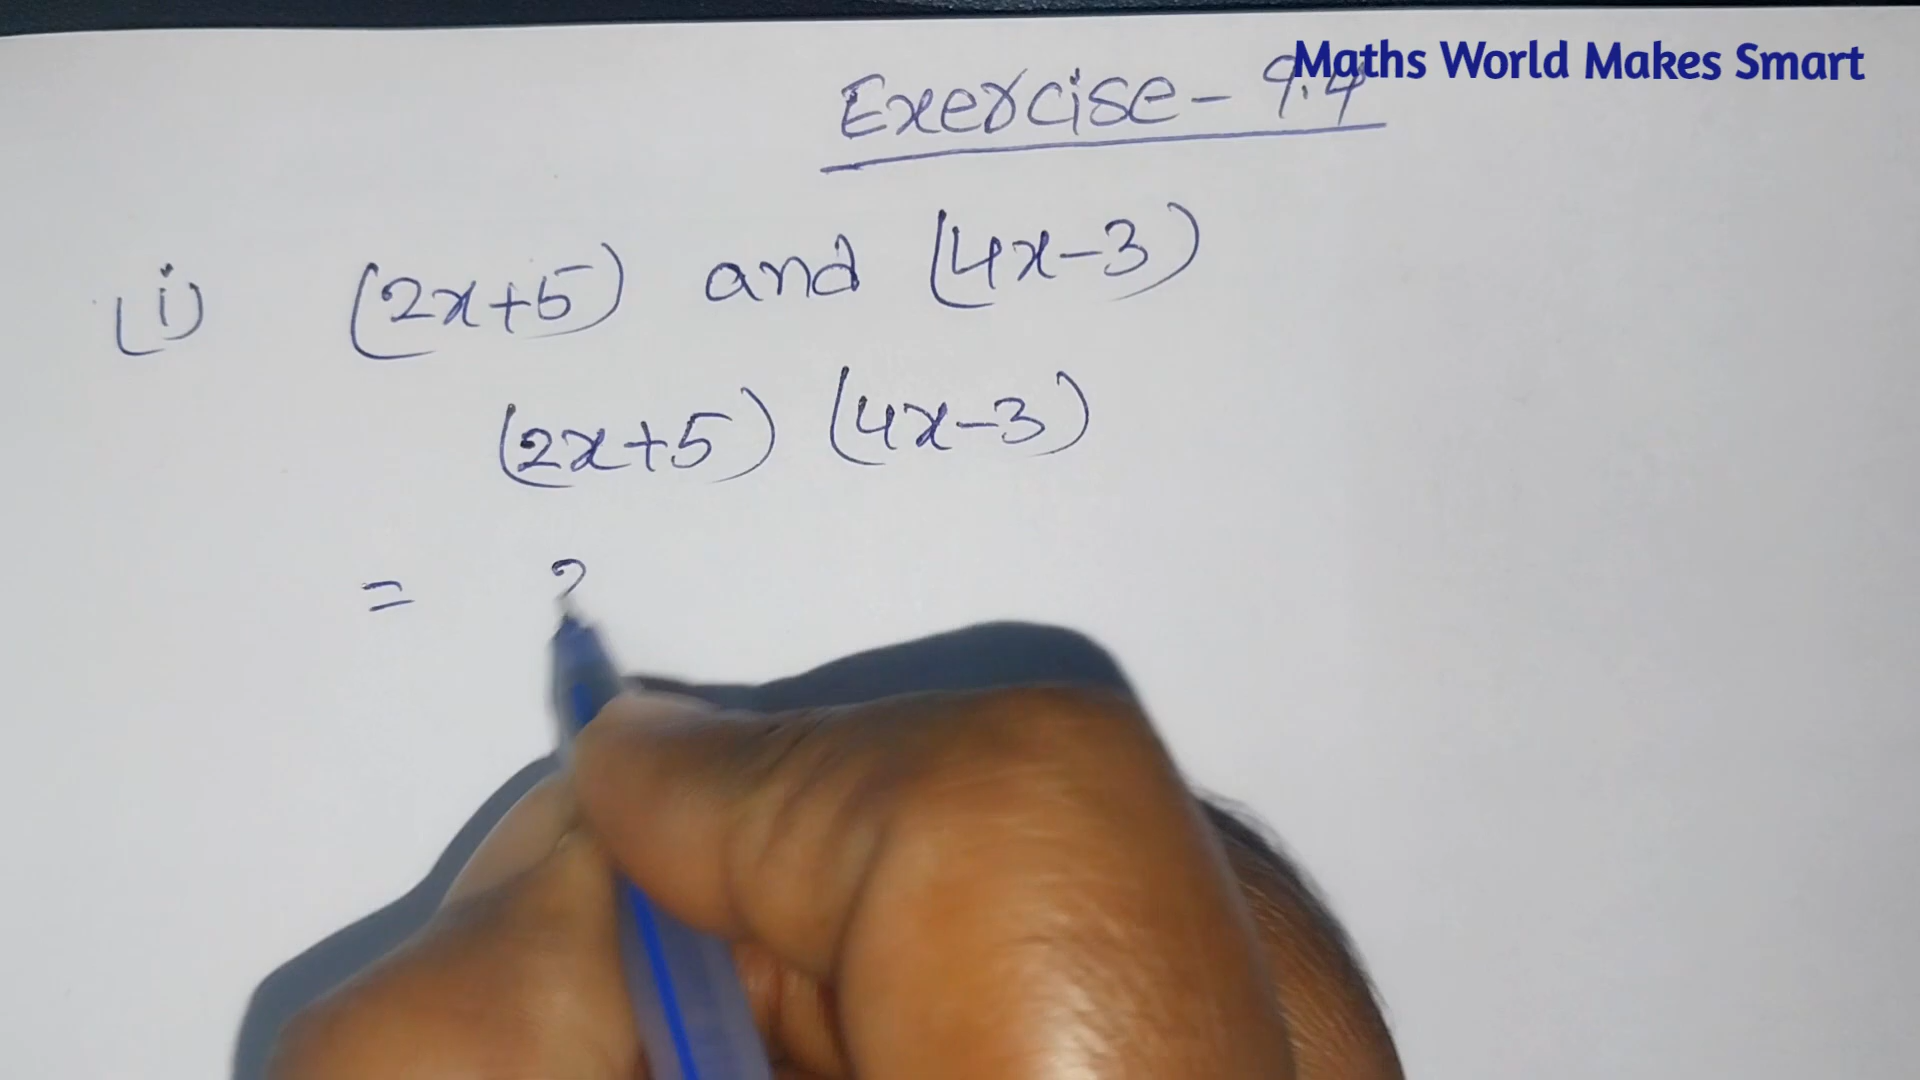 Maths World Makes Smart
Exercise - 9.4
(i) (2x+5) and (4x-3)
(2x+5) (4x-3)
= 2